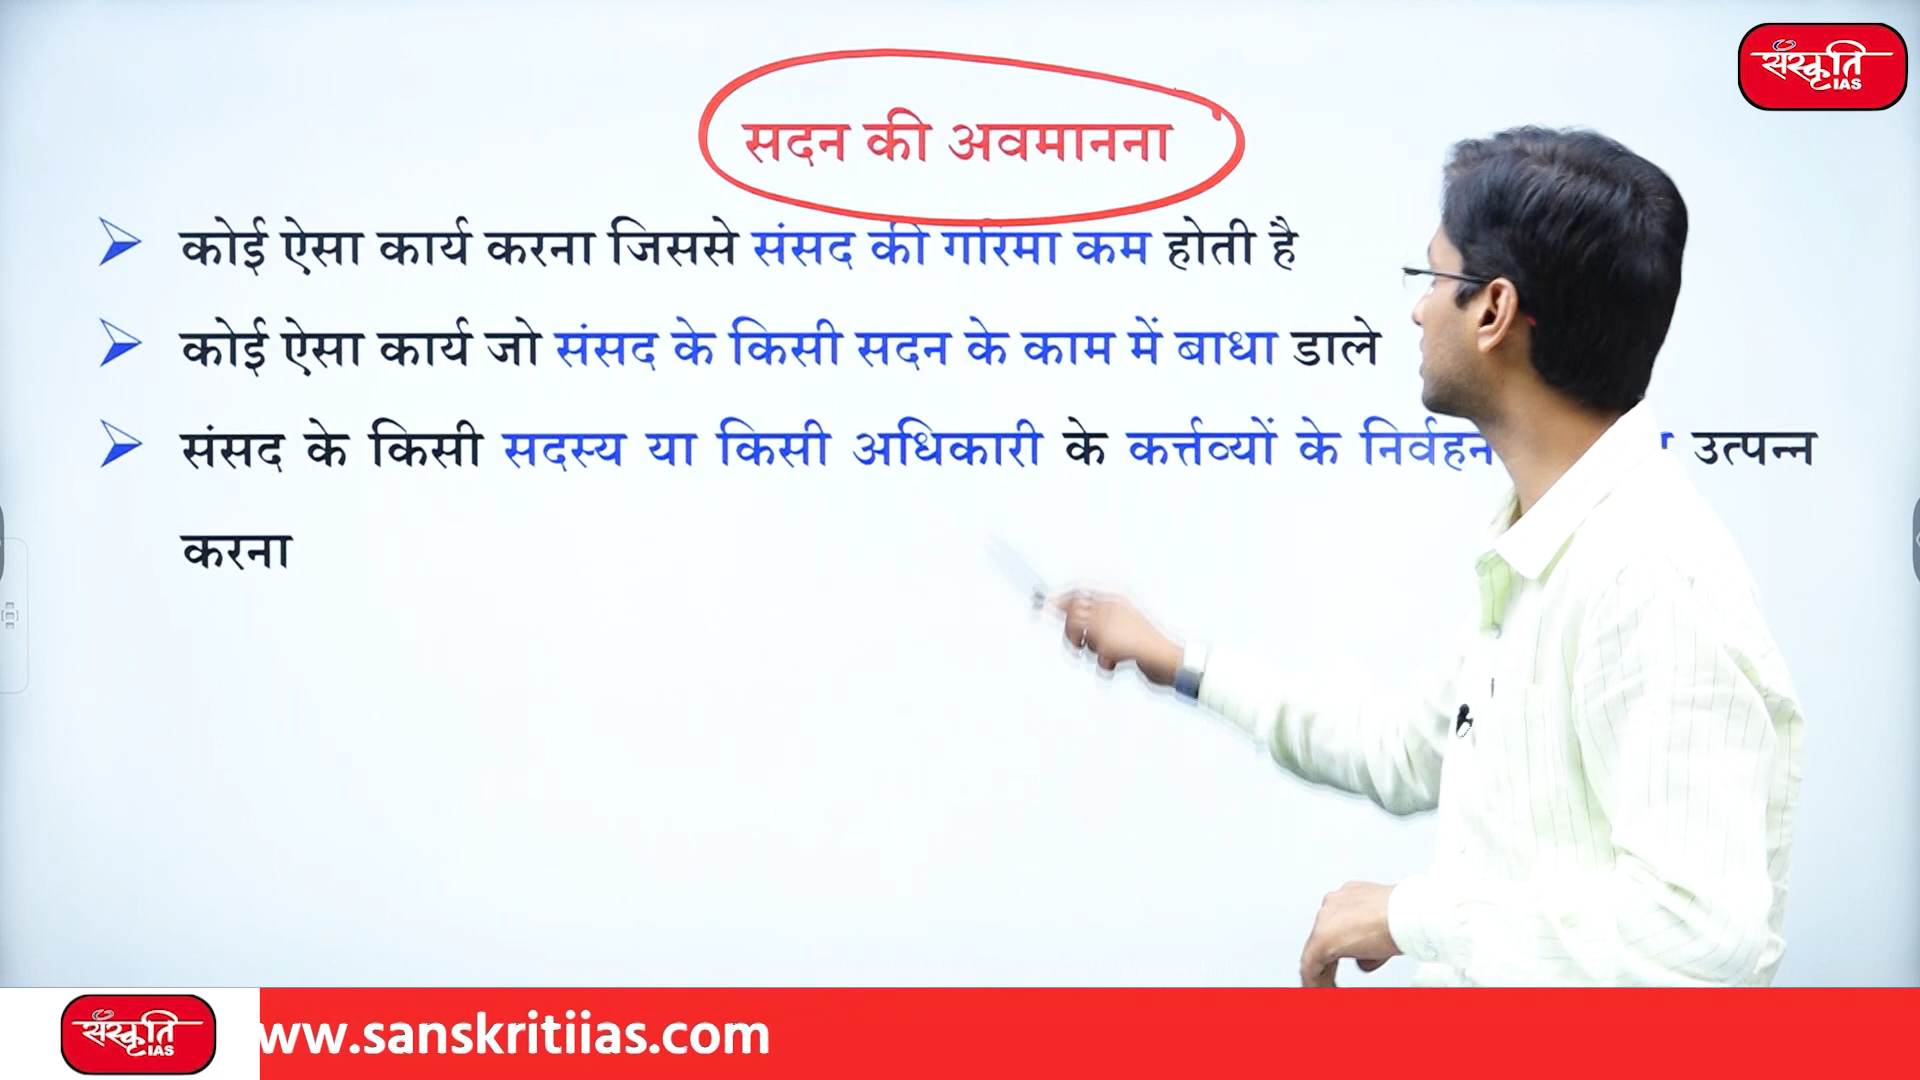 संस्कृति
IAS
सदन की अवमानना
कोई ऐसा कार्य करना जिससे संसद की गरिमा कम होती है
कोई ऐसा कार्य जो संसद के किसी सदन के काम में बाधा डाले
संसद के किसी सदस्य या किसी अधिकारी के कर्त्तव्यों के निर्वहन उत्पन्न
करना
संस्कृति
IAS
ww.sanskritiias.com